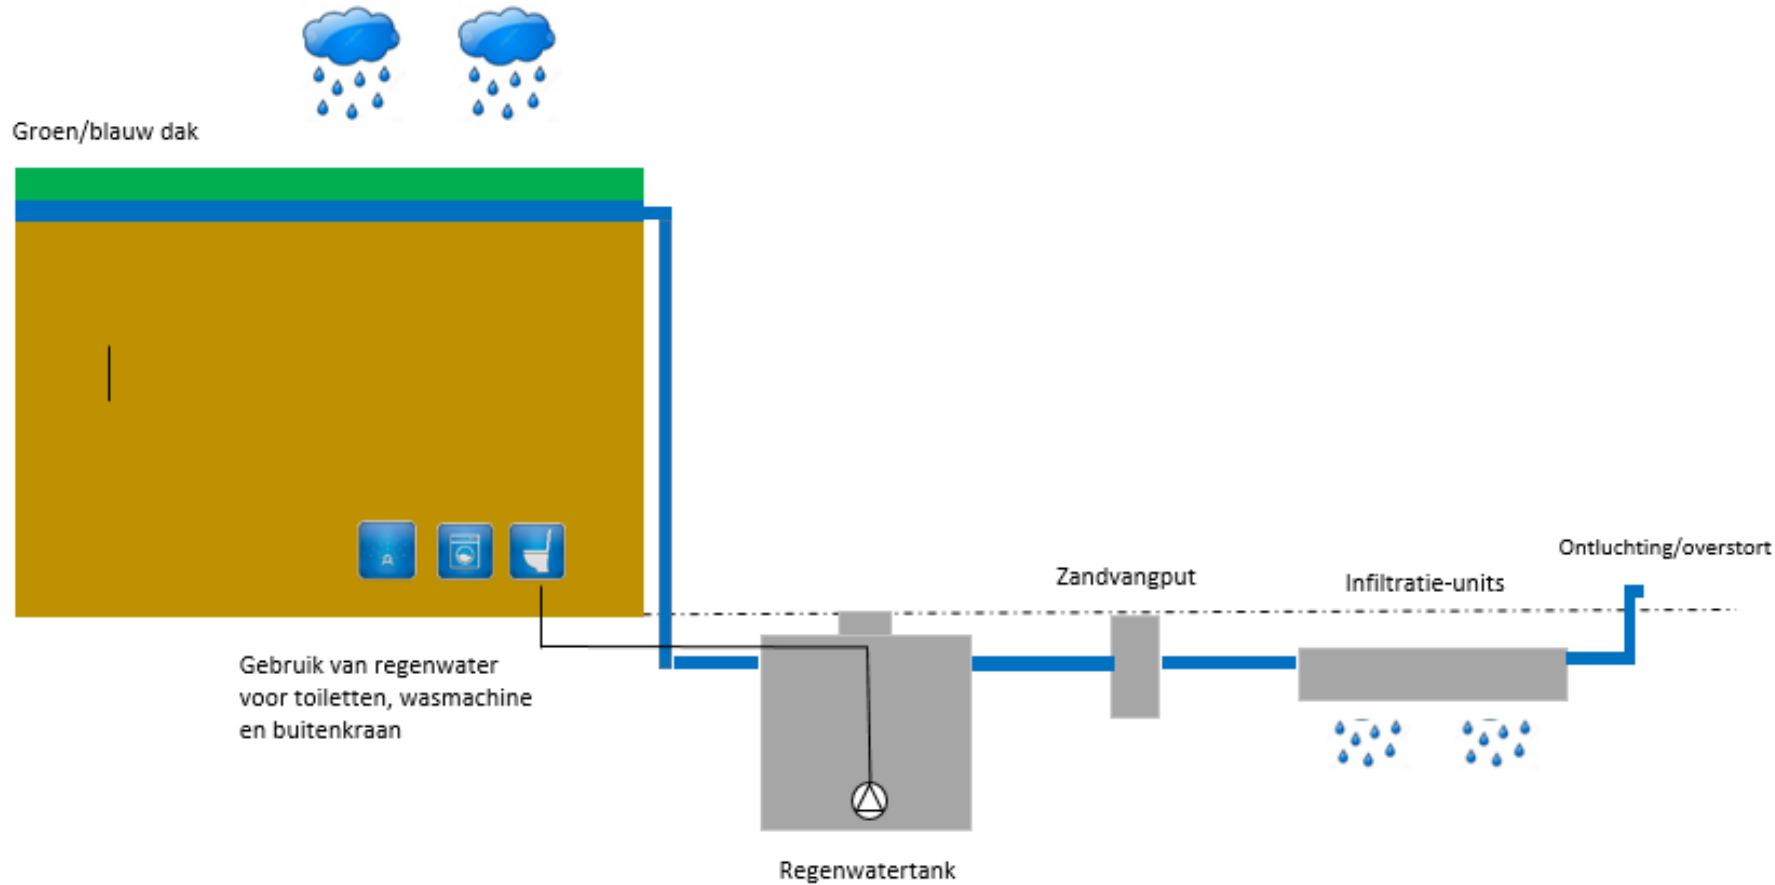 Groen/blauw dak
Ontluchting/overstort
Zandvangput
Infiltratie-units
Gebruik van regenwater
voor toiletten, wasmachine
en buitenkraan
Regenwatertank